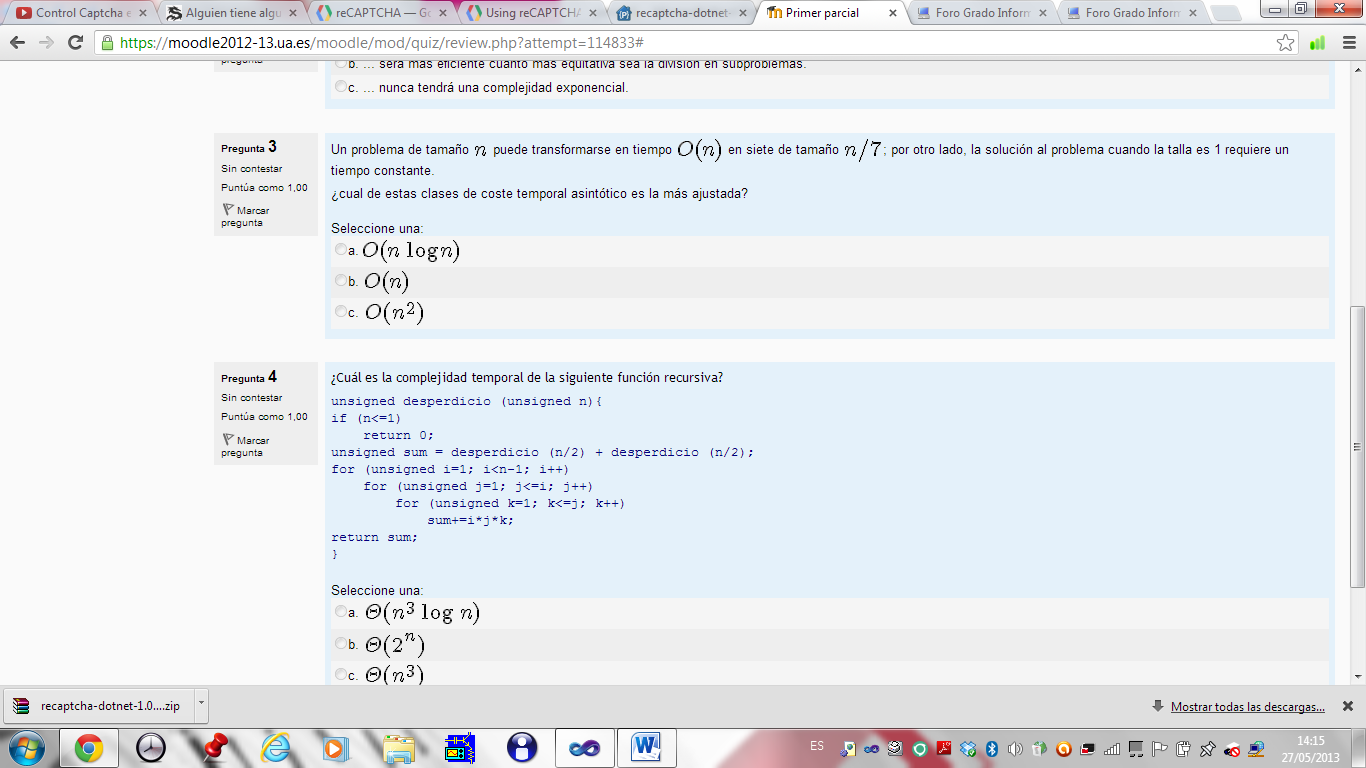 Control Captcha e
Alguien tiene algu
reCAPTCHA — Go
Using reCAPTCHA
recaptcha-dotnet-
Primer parcial
Foro Grado Inform
Foro Grado Inform
https://moodle2012-13.ua.es/moodle/mod/quiz/review.php?attempt=114833#
pregunta
b. ... será más eficiente cuanto más equitativa sea la división en subproblemas.
c. ... nunca tendrá una complejidad exponencial.
Pregunta 3
Sin contestar
Puntúa como 1,00
Marcar
pregunta
Un problema de tamaño n puede transformarse en tiempo O(n) en siete de tamaño n/7; por otro lado, la solución al problema cuando la talla es 1 requiere un
tiempo constante.
¿cual de estas clases de coste temporal asintótico es la más ajustada?
Seleccione una:
a. O(n log n)
b. O(n)
c. O(n²)
Pregunta 4
Sin contestar
Puntúa como 1,00
Marcar
pregunta
¿Cuál es la complejidad temporal de la siguiente función recursiva?
unsigned desperdicio (unsigned n){
if (n<=1)
    return 0;
unsigned sum = desperdicio (n/2) + desperdicio (n/2);
for (unsigned i=1; i<n-1; i++)
    for (unsigned j=1; j<=i; j++)
        for (unsigned k=1; k<=j; k++)
            sum+=i*j*k;
return sum;
}
Seleccione una:
a. Θ(n³ log n)
b. Θ(2ⁿ)
c. Θ(n³)
recaptcha-dotnet-1.0....zip
Mostrar todas las descargas...
ES
14:15
27/05/2013